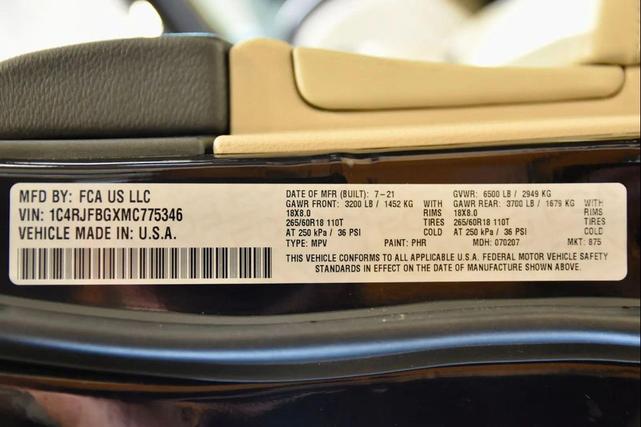 MFD BY: FCA US LLC
VIN: 1C4RJFBGXMC775346
VEHICLE MADE IN: U.S.A.
DATE OF MFR (BUILT): 7-21 GVWR: 6500 LB / 2949 KG
GAWR FRONT: 3200 LB / 1452 KG WITH GAWR REAR: 3700 LB / 1679 KG WITH
18X8.0 RIMS 18X8.0 RIMS
265/60R18 110T TIRES 265/60R18 110T TIRES
AT 250 kPa / 36 PSI COLD AT 250 kPa / 36 PSI COLD
TYPE: MPV PAINT: PHR MDH: 070207 MKT: 875
THIS VEHICLE CONFORMS TO ALL APPLICABLE U.S.A. FEDERAL MOTOR VEHICLE SAFETY
STANDARDS IN EFFECT ON THE DATE OF MANUFACTURE SHOWN ABOVE.